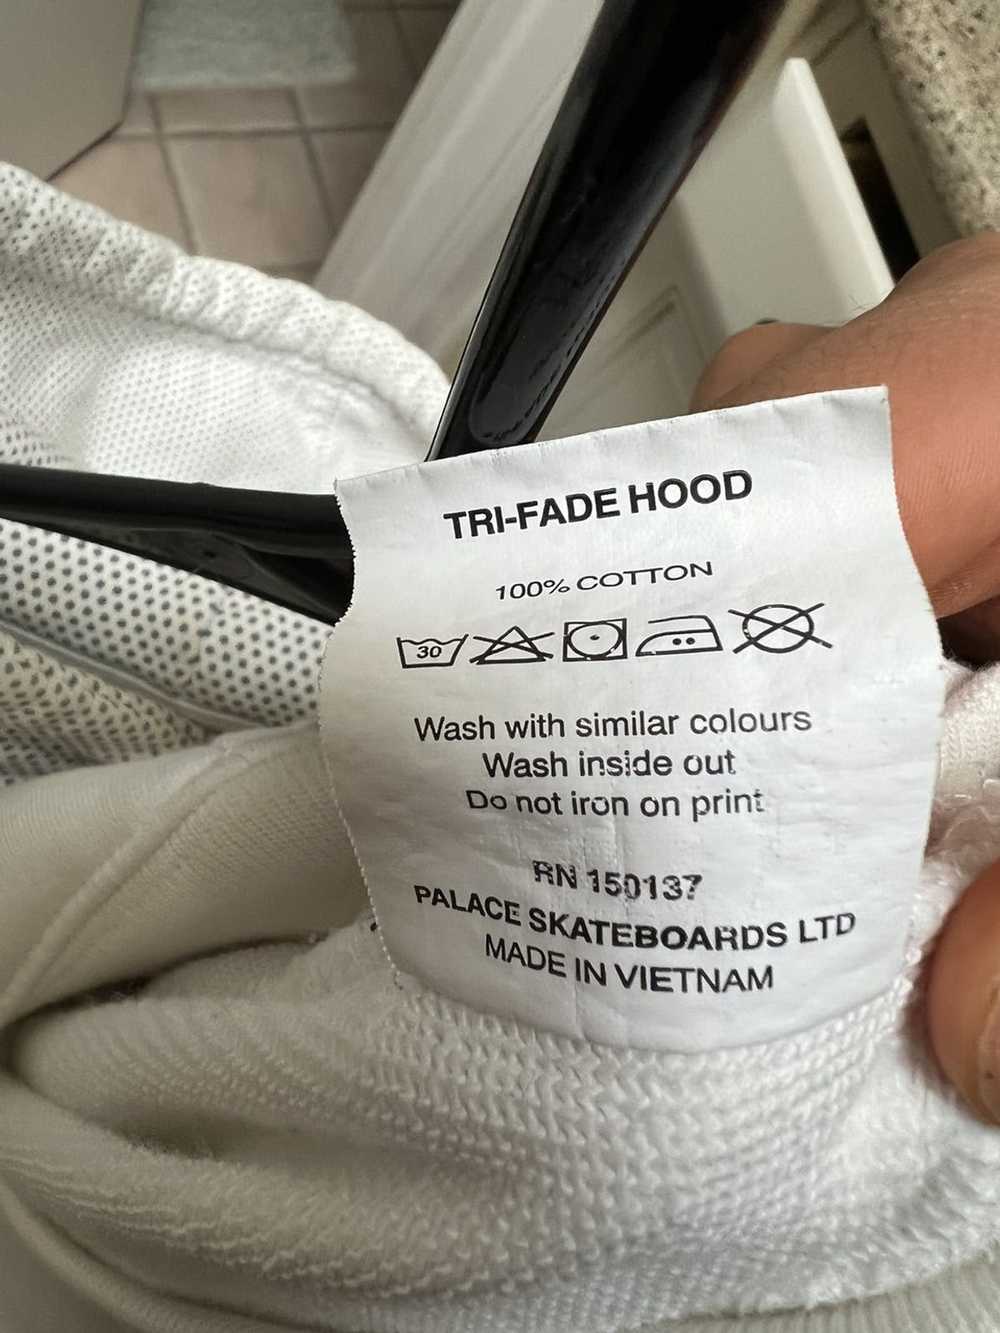 TRI-FADE HOOD
100% COTTON
30
Wash with similar colours
Wash inside out
Do not iron on print
RN 150137
PALACE SKATEBOARDS LTD
MADE IN VIETNAM